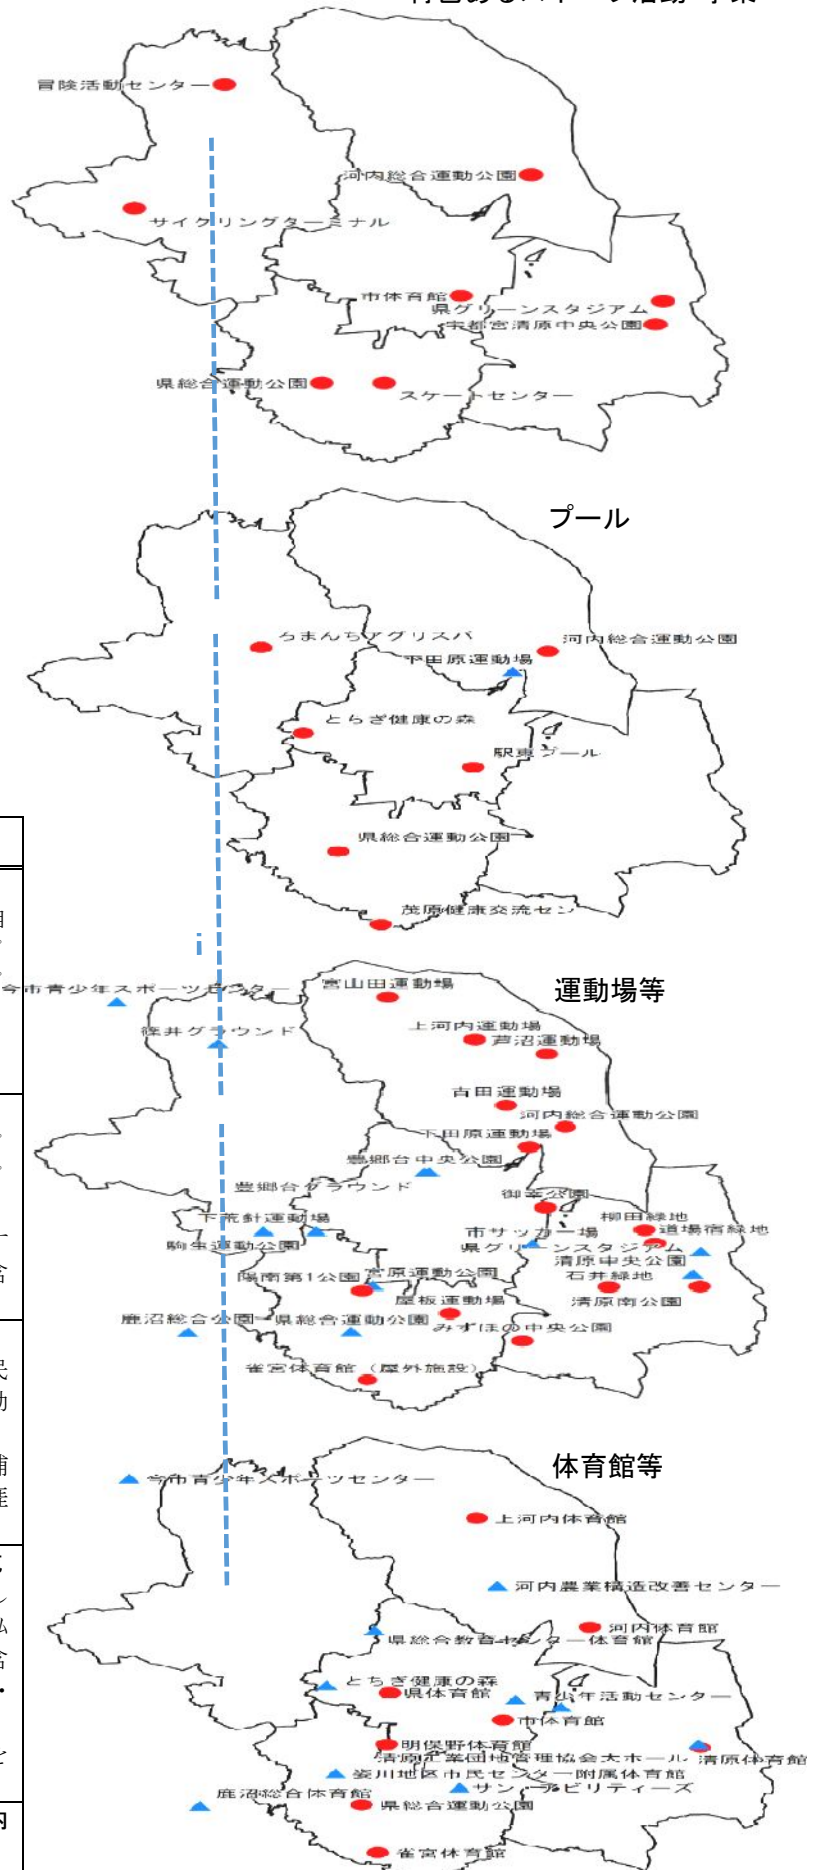 冒険活動センター
河内総合運動公園
サイクリングターミナル
市体育館
県グリーンスタジアム
宇都宮清原中央公園
県総合運動公園
スケートセンター
プール
ろまんちアグリスパ
河内総合運動公園
下田原運動場
とちぎ健康の森
駅東プール
県総合運動公園
茂原健康交流セン
i
運動場等
今市青少年スポーツセンター
宮山田運動場
篠井グラウンド
上河内運動場
芦沼運動場
古田運動場
河内総合運動公園
下田原運動場
豊郷台中央公園
豊郷台グラウンド
御幸公園
下荒針運動場
柳田緑地
市サッカー場
道場宿緑地
駒生運動公園
県グリーンスタジアム
清原中央公園
宮原運動公園
陽南第1公園
石井緑地
屋板運動場
清原南公園
鹿沼総合公園
県総合運動公園
みずほの中央公園
雀宮体育館（屋外施設）
体育館等
今市青少年スポーツセンター
上河内体育館
河内農業構造改善センター
河内体育館
県総合教育センター体育館
とちぎ健康の森
県体育館
青少年活動センター
市体育館
明保野体育館
清原工業団地管理協会大ホール
清原体育館
姿川地区市民センター附属体育館
サン・アビリティーズ
鹿沼総合体育館
県総合運動公園
雀宮体育館